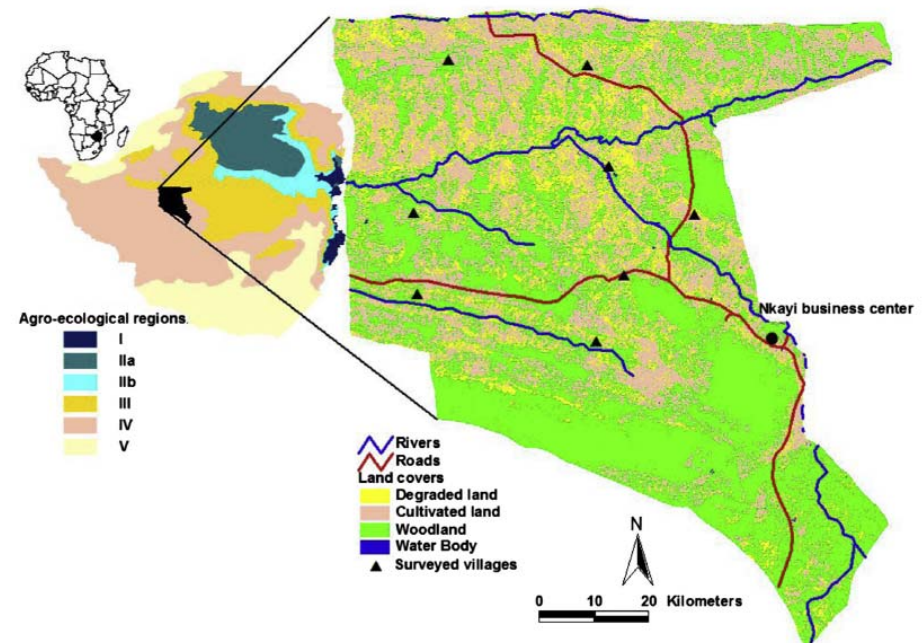 Nkayi business center
Agro-ecological regions
I
IIa
IIb
III
IV
V
Rivers
Roads
Land covers
Degraded land
Cultivated land
Woodland
Water Body
Surveyed villages
N
0 10 20 Kilometers